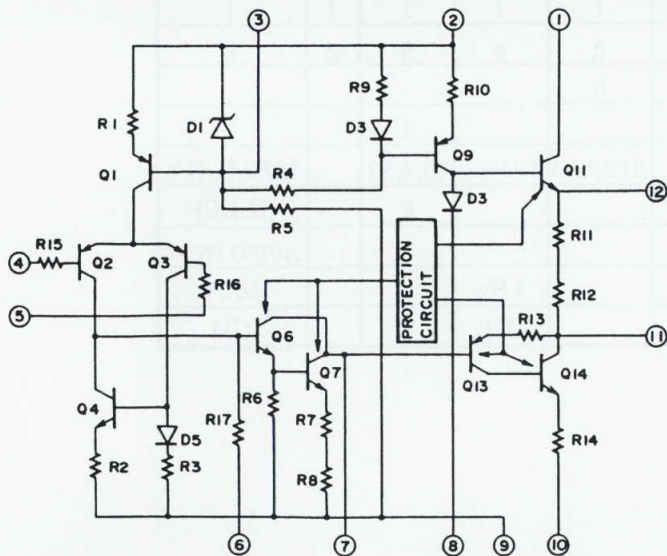 3
2
1
R9
R10
R1
D1
D3
Q9
Q1
Q11
R4
D3
12
R5
R15
R11
4
Q2
Q3
R16
PROTECTION
CIRCUIT
R12
5
R13
11
Q6
Q7
Q13
Q14
Q4
R6
R7
R17
D5
R14
R2
R3
R8
6
7
8
9
10